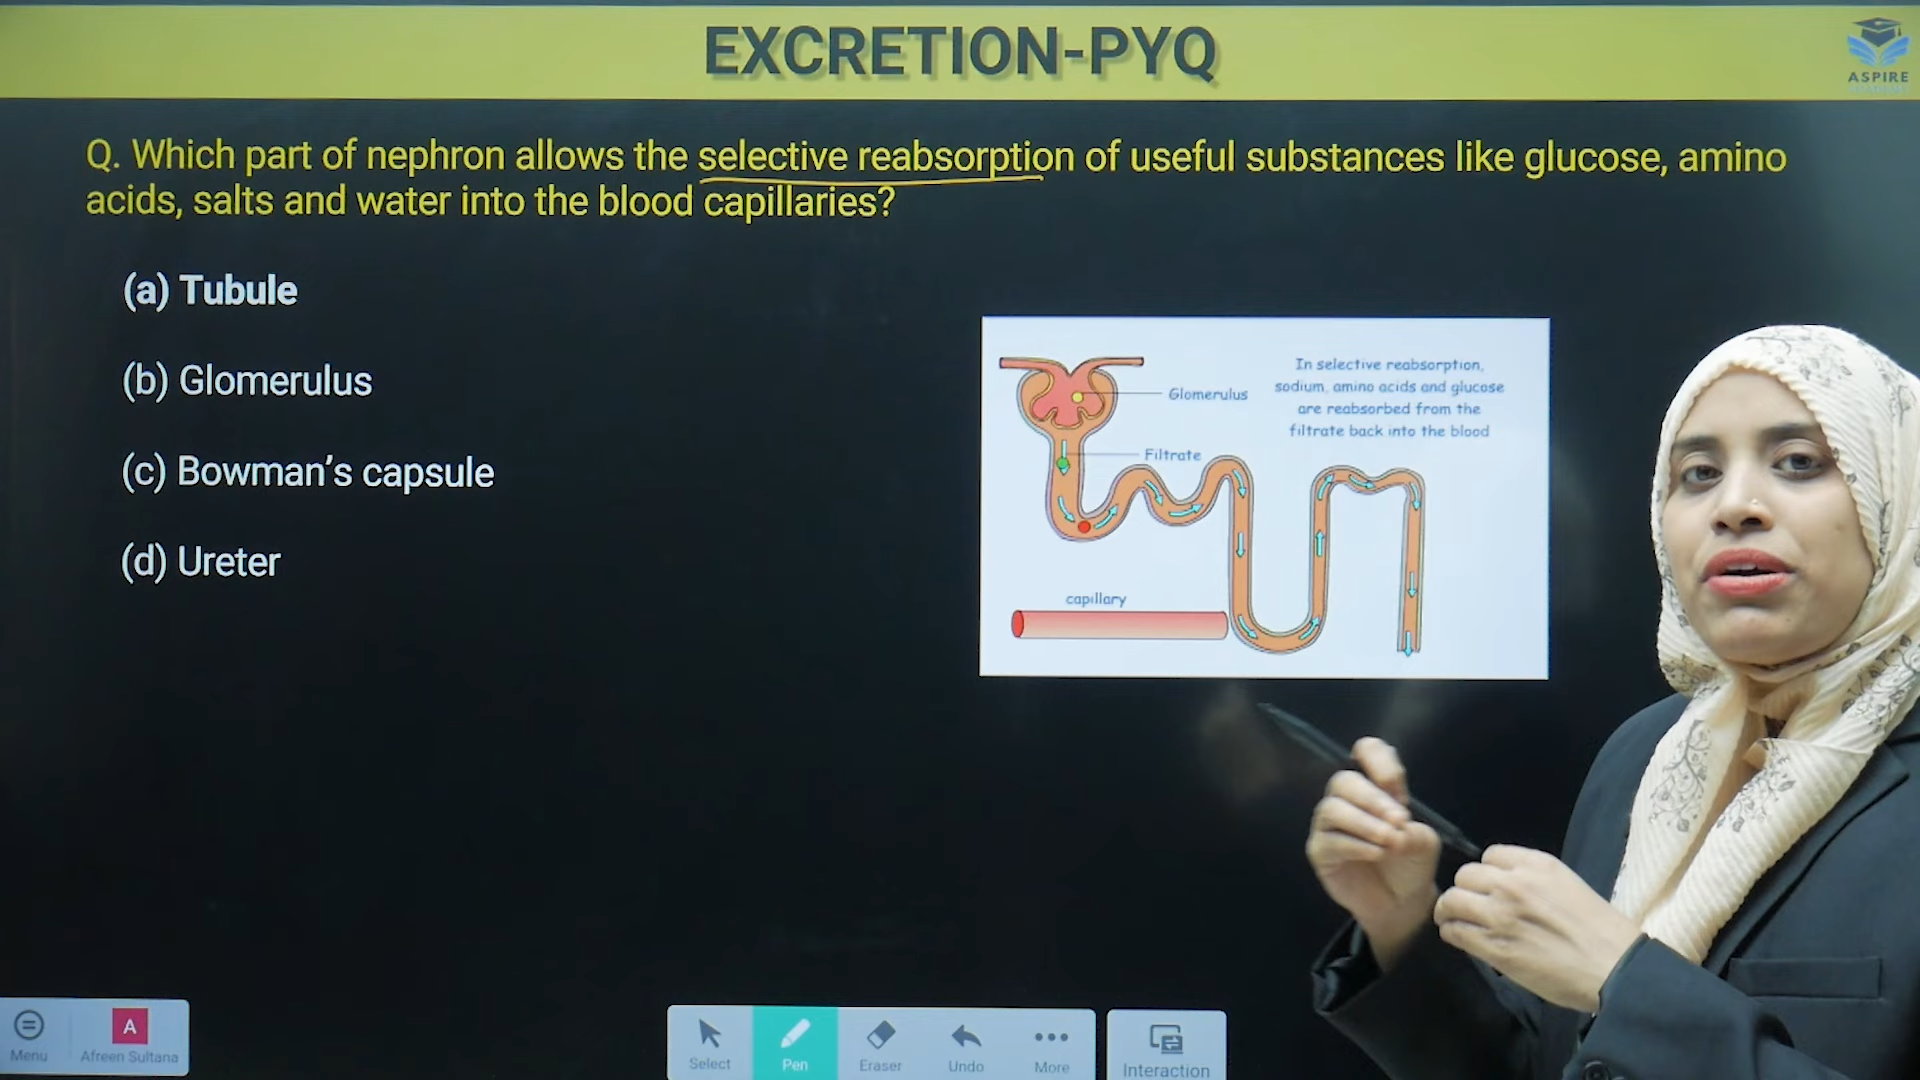 EXCRETION-PYQ
ASPIRE
Q. Which part of nephron allows the selective reabsorption of useful substances like glucose, amino
acids, salts and water into the blood capillaries?
(a) Tubule
(b) Glomerulus
(c) Bowman’s capsule
(d) Ureter
In selective reabsorption,
sodium, amino acids and glucose
are reabsorbed from the
filtrate back into the blood
Glomerulus
Filtrate
capillary
Menu
A
Afreen Sultana
Select
Pen
Eraser
Undo
More
Interaction